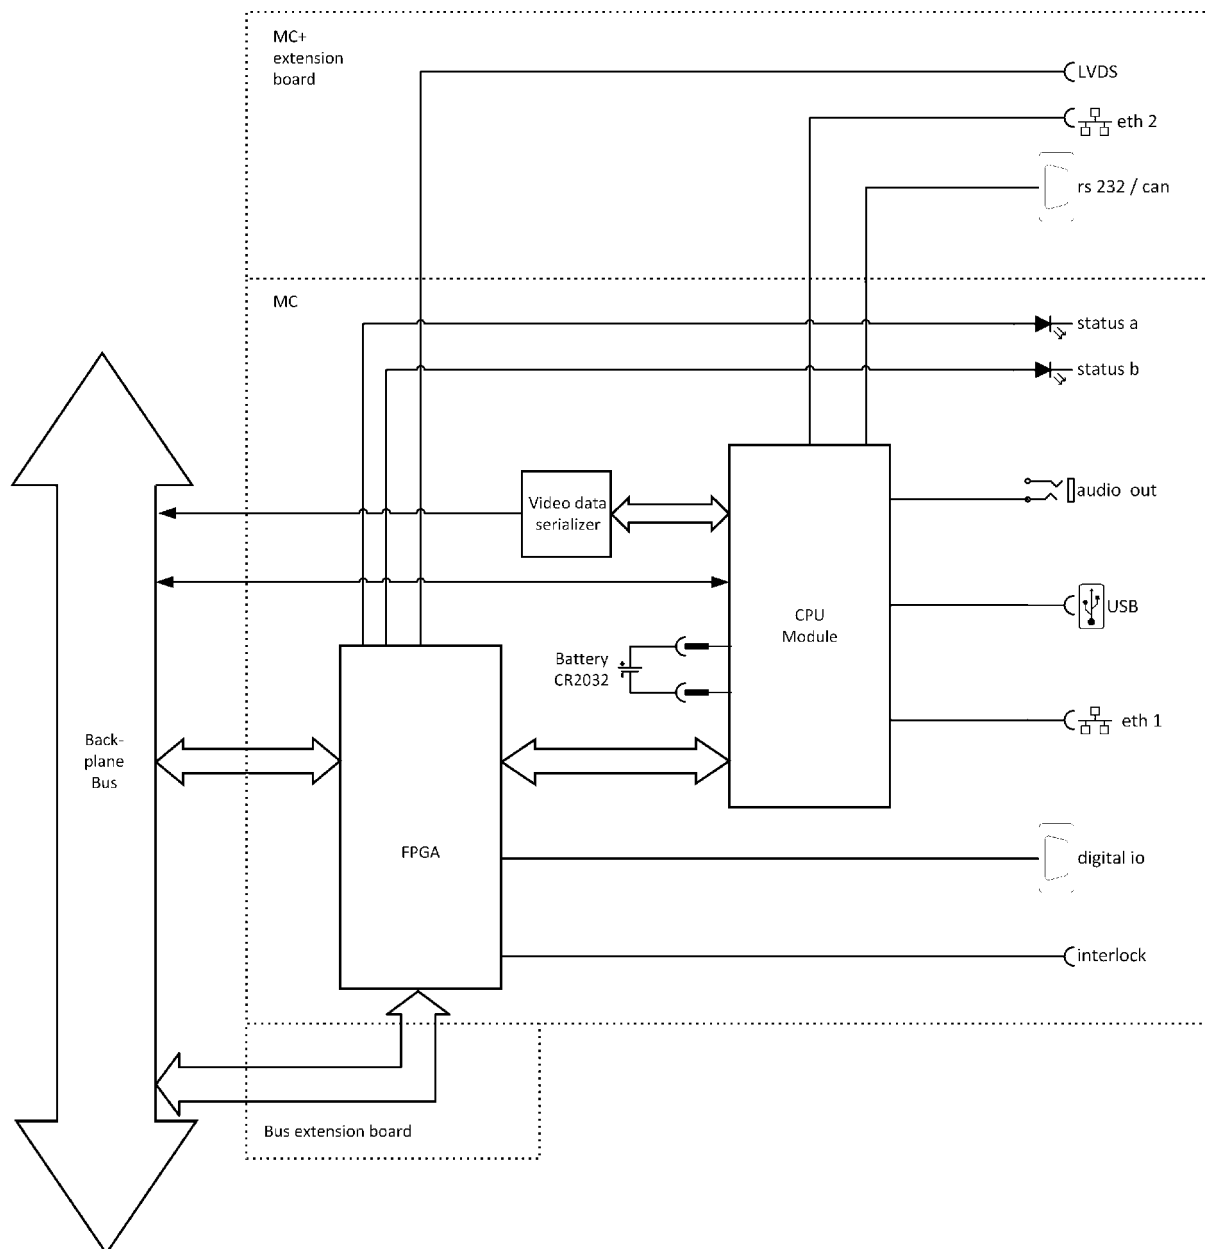 MC+
extension
board
LVDS
eth 2
rs 232 / can
MC
status a
status b
Video data
serializer
audio out
CPU
Module
USB
Battery
CR2032
eth 1
Back-
plane
Bus
FPGA
digital io
interlock
Bus extension board